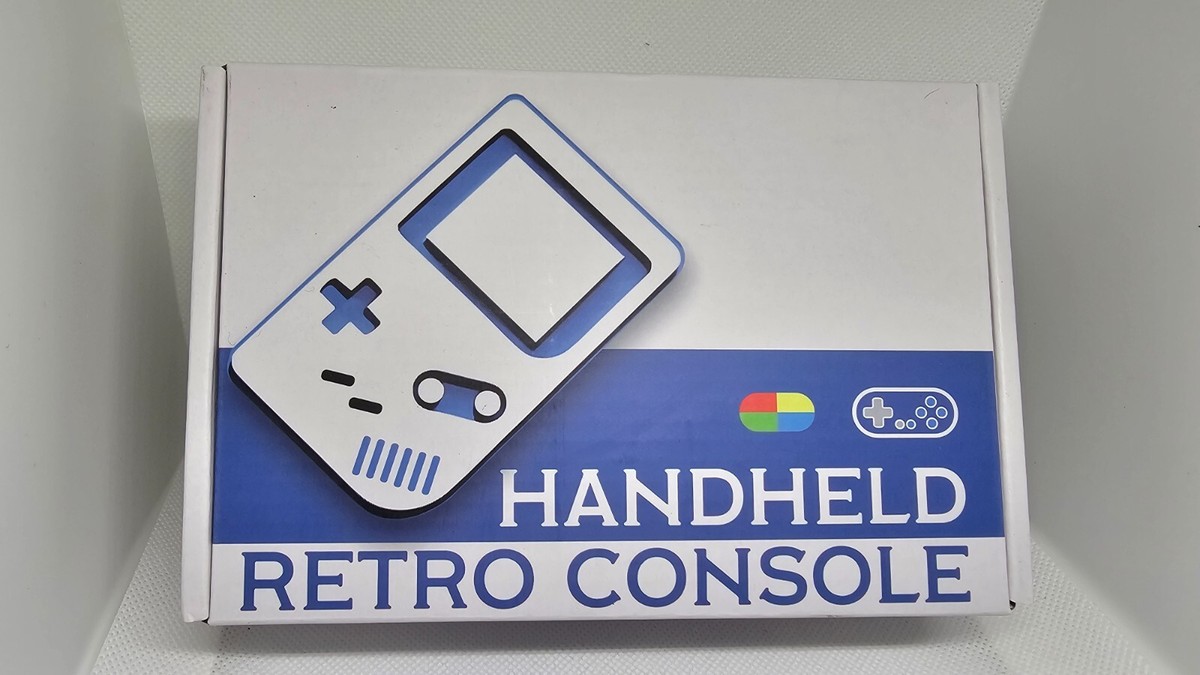 HANDHELD
RETRO CONSOLE